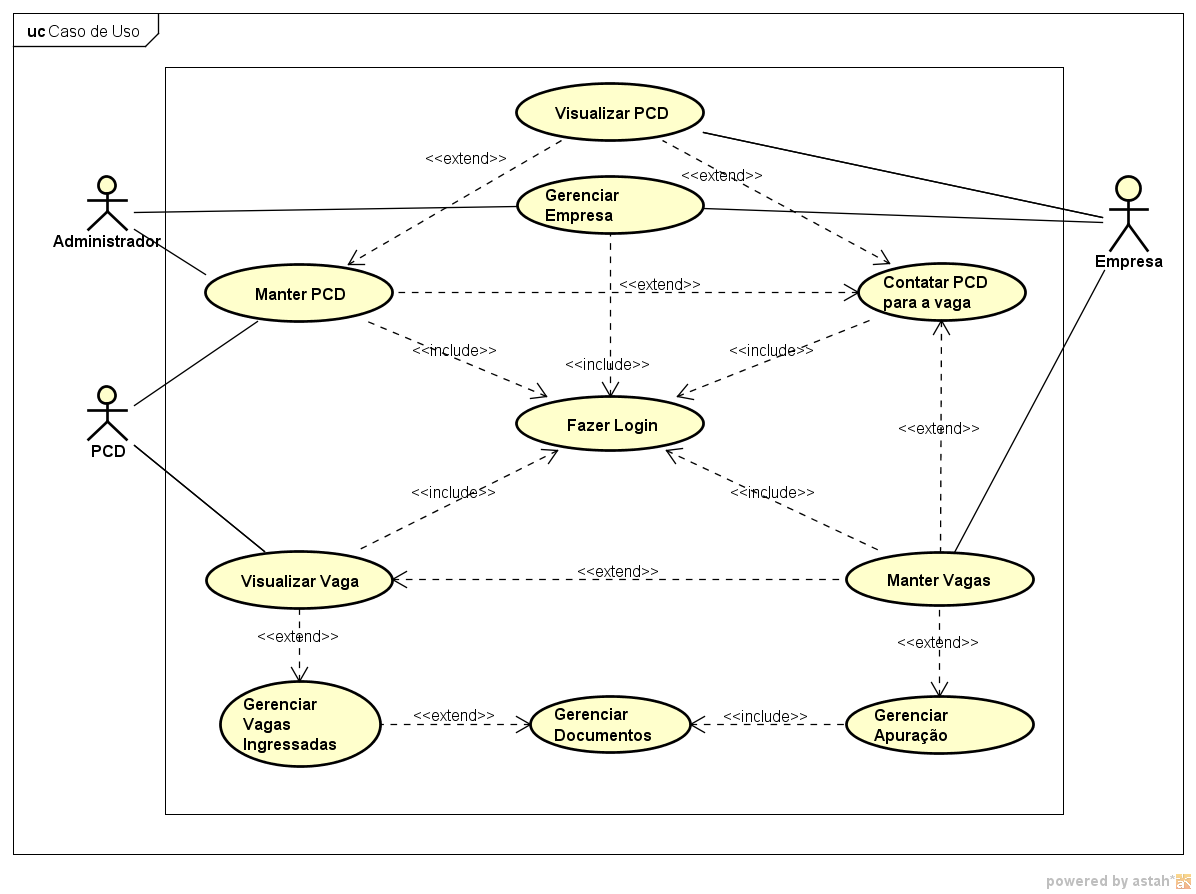 uc Caso de Uso
Visualizar PCD
<<extend>>
<<extend>>
Gerenciar
Empresa
Administrador
Empresa
Manter PCD
<<extend>>
Contatar PCD
para a vaga
<<include>>
<<include>>
<<include>>
Fazer Login
<<extend>>
PCD
<<include>>
<<include>>
Visualizar Vaga
<<extend>>
Manter Vagas
<<extend>>
<<extend>>
Gerenciar
Vagas
Ingressadas
<<extend>>
Gerenciar
Documentos
<<include>>
Gerenciar
Apuração
powered by astah*